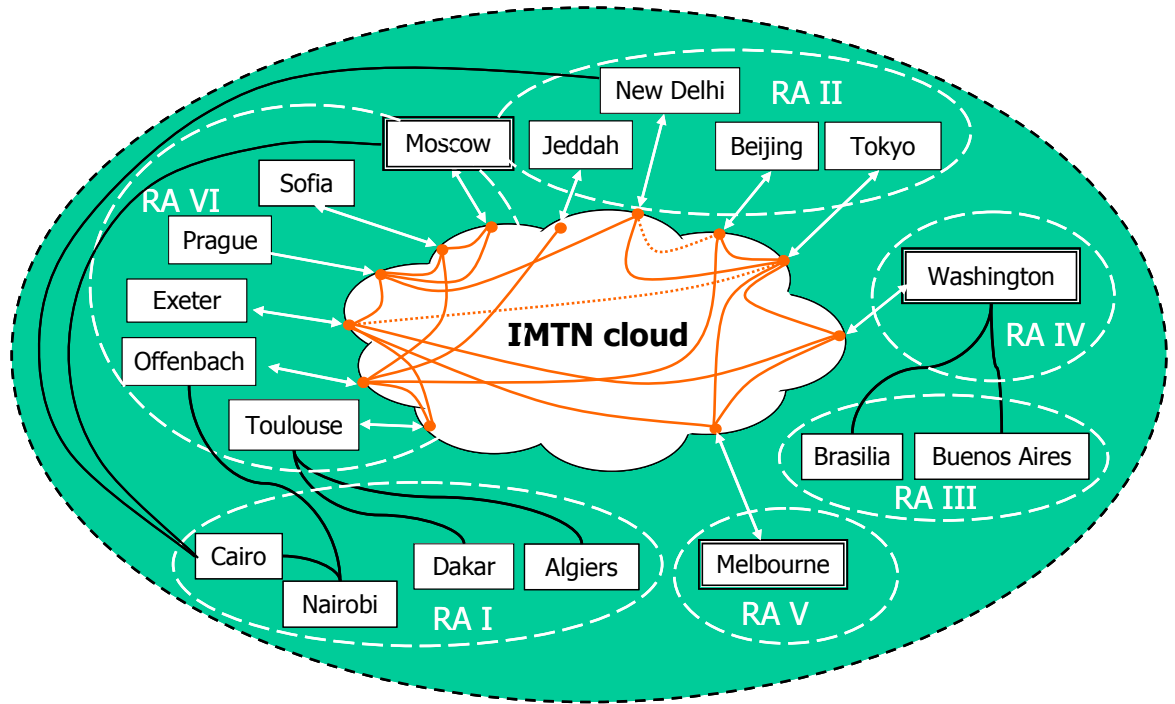 New Delhi
RA II
Moscow
Jeddah
Beijing
Tokyo
Sofia
RA VI
Prague
Washington
Exeter
IMTN cloud
RA IV
Offenbach
Toulouse
Brasilia
Buenos Aires
RA III
Cairo
Dakar
Algiers
Melbourne
Nairobi
RA I
RA V